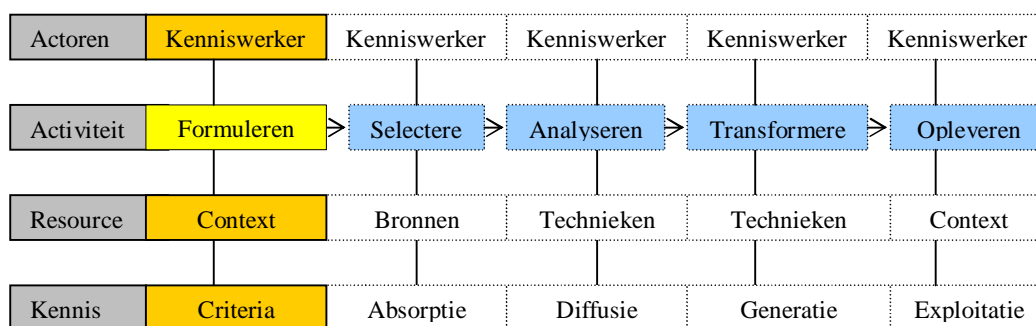 Actoren Kenniswerker Kenniswerker Kenniswerker Kenniswerker Kenniswerker
Activiteit Formuleren Selectere Analyseren Transformere Opleveren
Resource Context Bronnen Technieken Technieken Context
Kennis Criteria Absorptie Diffusie Generatie Exploitatie